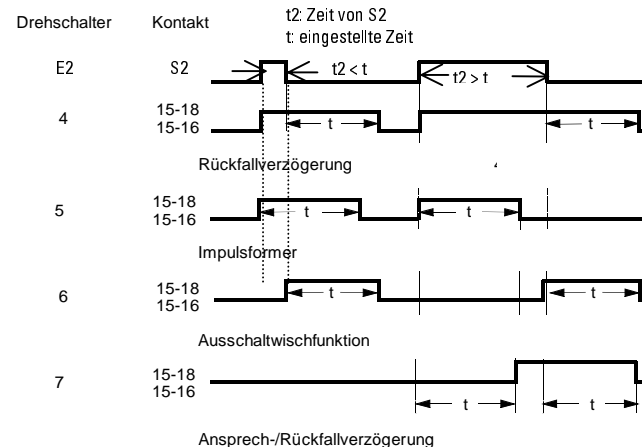 t2: Zeit von S2
Drehschalter Kontakt
t: eingestellte Zeit
E2 S2 t2 < t t2 > t
4 15-18
15-16 t t
Rückfallverzögerung
5 15-18
15-16 t t
Impulsformer
6 15-18
15-16 t t
Ausschaltwischfunktion
7 15-18
15-16
t t
Ansprech-/Rückfallverzögerung